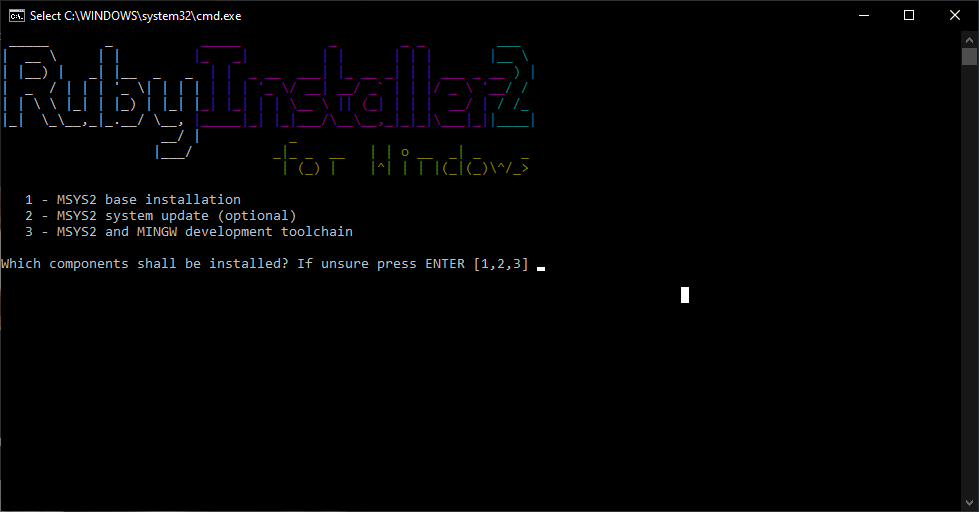 Select C:\WINDOWS\system32\cmd.exe
RubyInstaller2
for Windows
1 - MSYS2 base installation
2 - MSYS2 system update (optional)
3 - MSYS2 and MINGW development toolchain
Which components shall be installed? If unsure press ENTER [1,2,3]